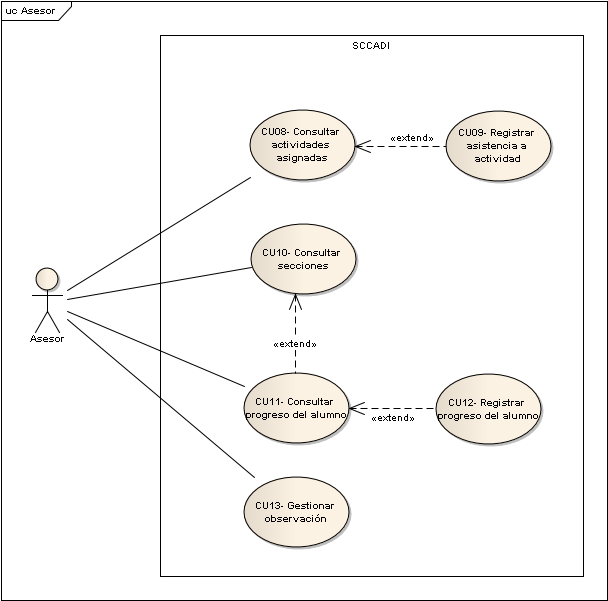 uc Asesor
SCCADI
CU08- Consultar
actividades
asignadas
«extend»
CU09- Registrar
asistencia a
actividad
CU10- Consultar
secciones
Asesor
«extend»
CU11- Consultar
progreso del alumno
«extend»
CU12- Registrar
progreso del alumno
CU13- Gestionar
observación